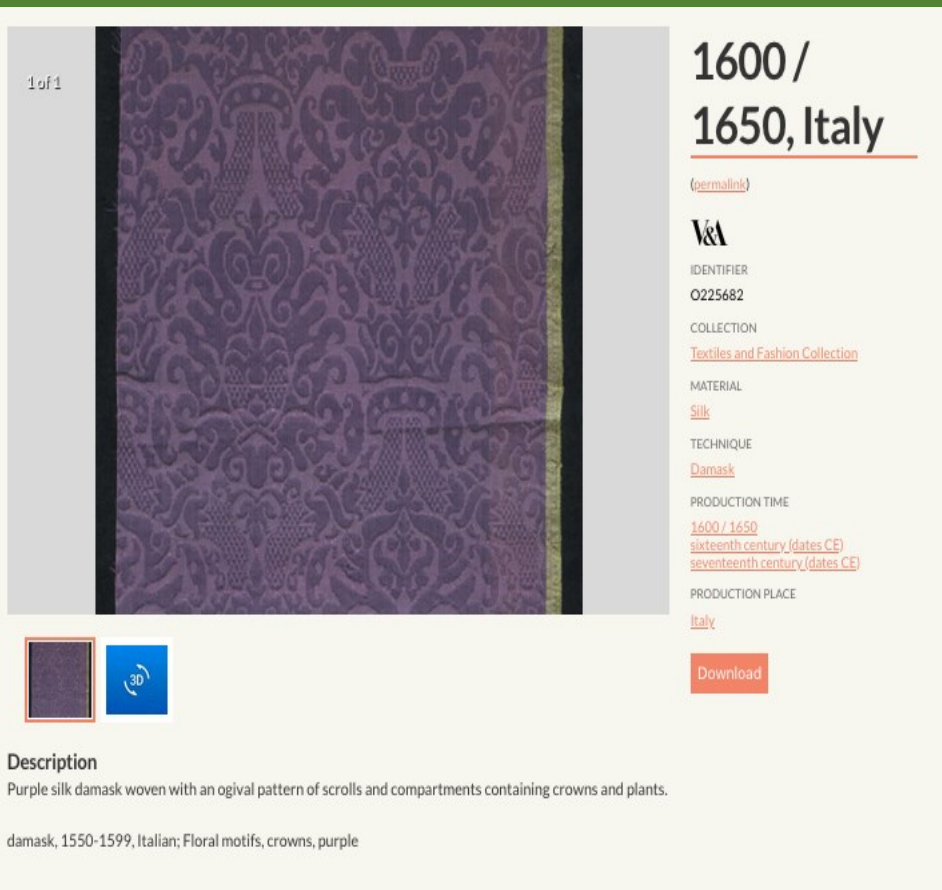 1 of 1
1600 /
1650, Italy
(permalink)
V&A
IDENTIFIER
O225682
COLLECTION
Textiles and Fashion Collection
MATERIAL
Silk
TECHNIQUE
Damask
PRODUCTION TIME
1600 / 1650
sixteenth century (dates CE)
seventeenth century (dates CE)
PRODUCTION PLACE
Italy
Download
3D
Description
Purple silk damask woven with an ogival pattern of scrolls and compartments containing crowns and plants.
damask, 1550-1599, Italian; Floral motifs, crowns, purple